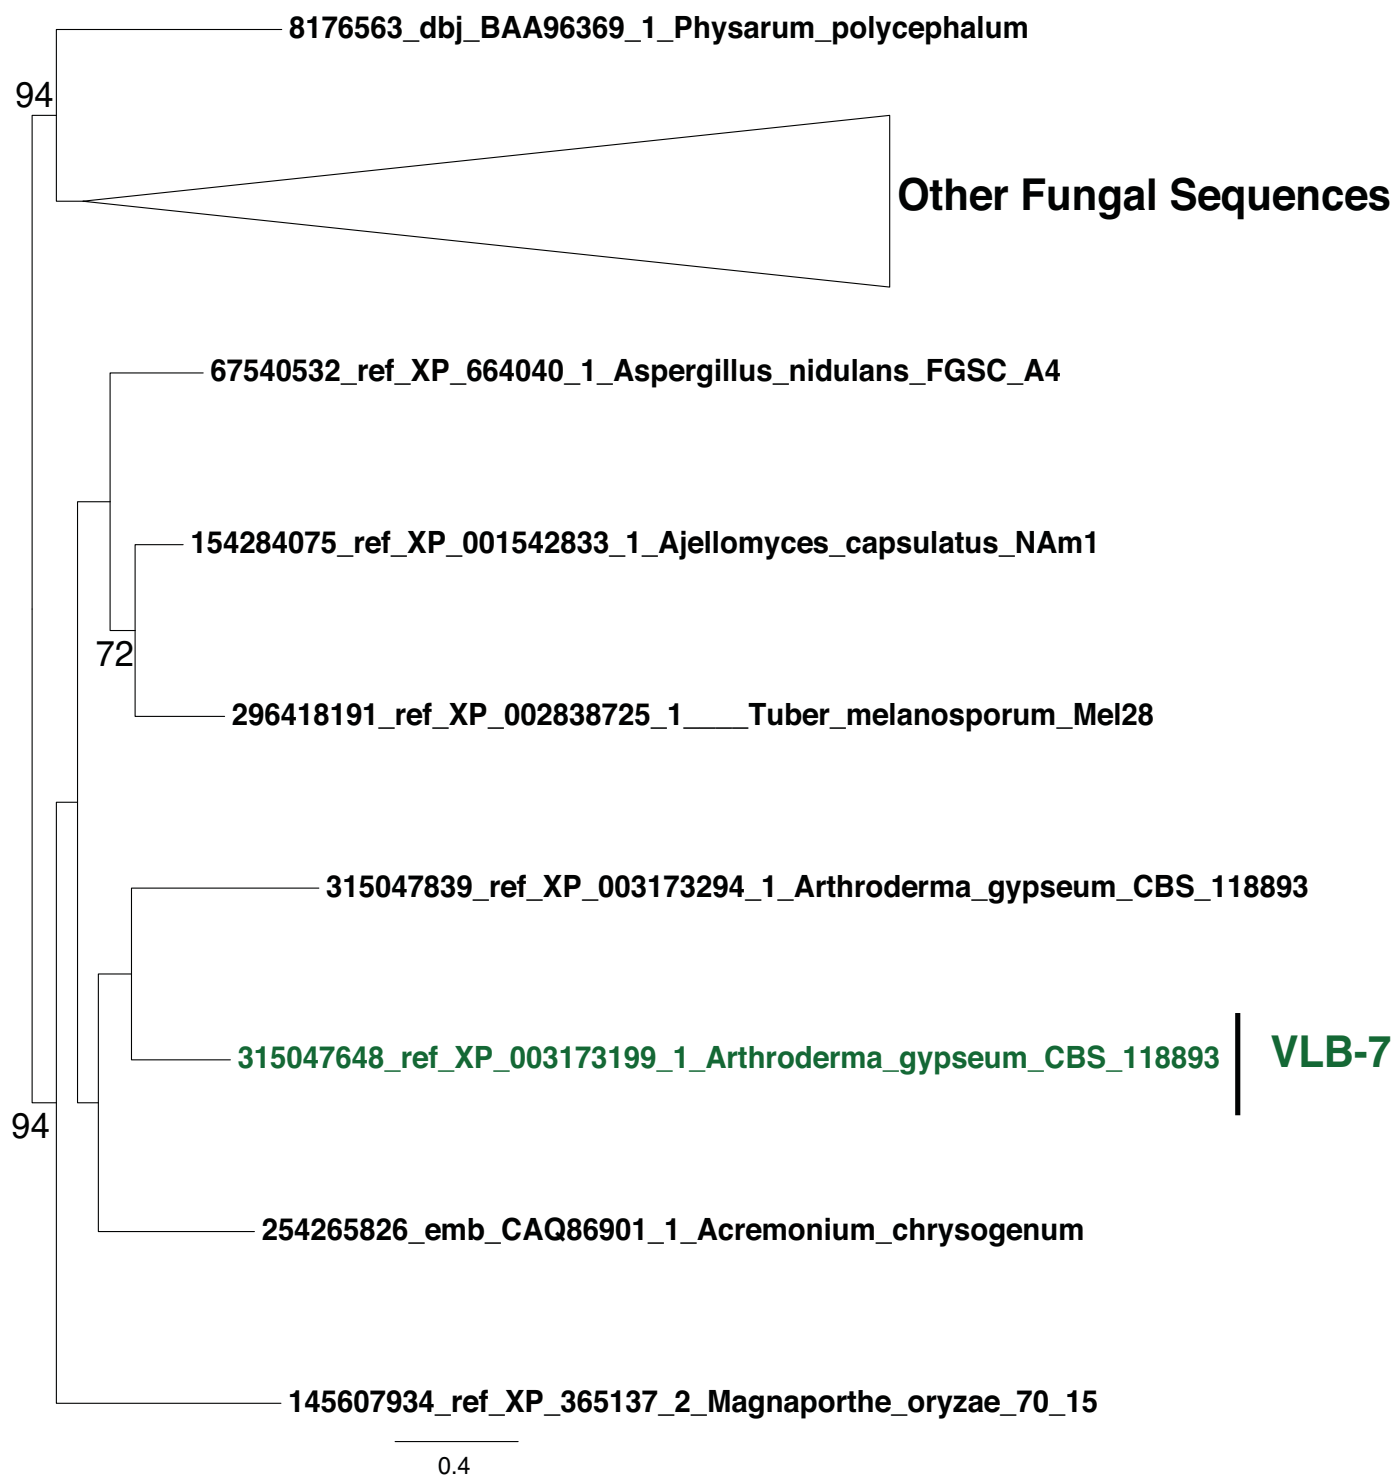 8176563_dbj_BAA96369_1_Physarum_polycephalum
94
Other Fungal Sequences
67540532_ref_XP_664040_1_Aspergillus_nidulans_FGSC_A4
154284075_ref_XP_001542833_1_Ajellomyces_capsulatus_NAm1
72
296418191_ref_XP_002838725_1____Tuber_melanosporum_Mel28
315047839_ref_XP_003173294_1_Arthroderma_gypseum_CBS_118893
315047648_ref_XP_003173199_1_Arthroderma_gypseum_CBS_118893 VLB-7
94
254265826_emb_CAQ86901_1_Acremonium_chrysogenum
145607934_ref_XP_365137_2_Magnaporthe_oryzae_70_15
0.4